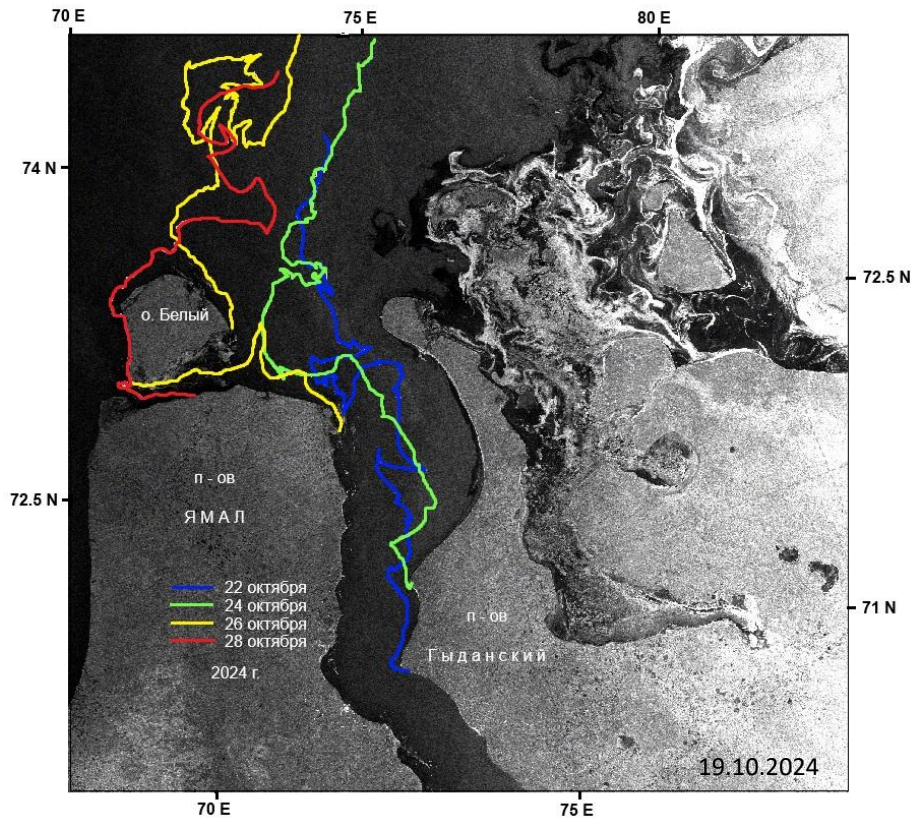 70 E 75 E 80 E
74 N
72.5 N
о. Белый
п - ов
72.5 N
ЯМАЛ
22 октября
24 октября
26 октября
28 октября
2024 г.
п - ов
Гыданский
71 N
19.10.2024
70 E 75 E